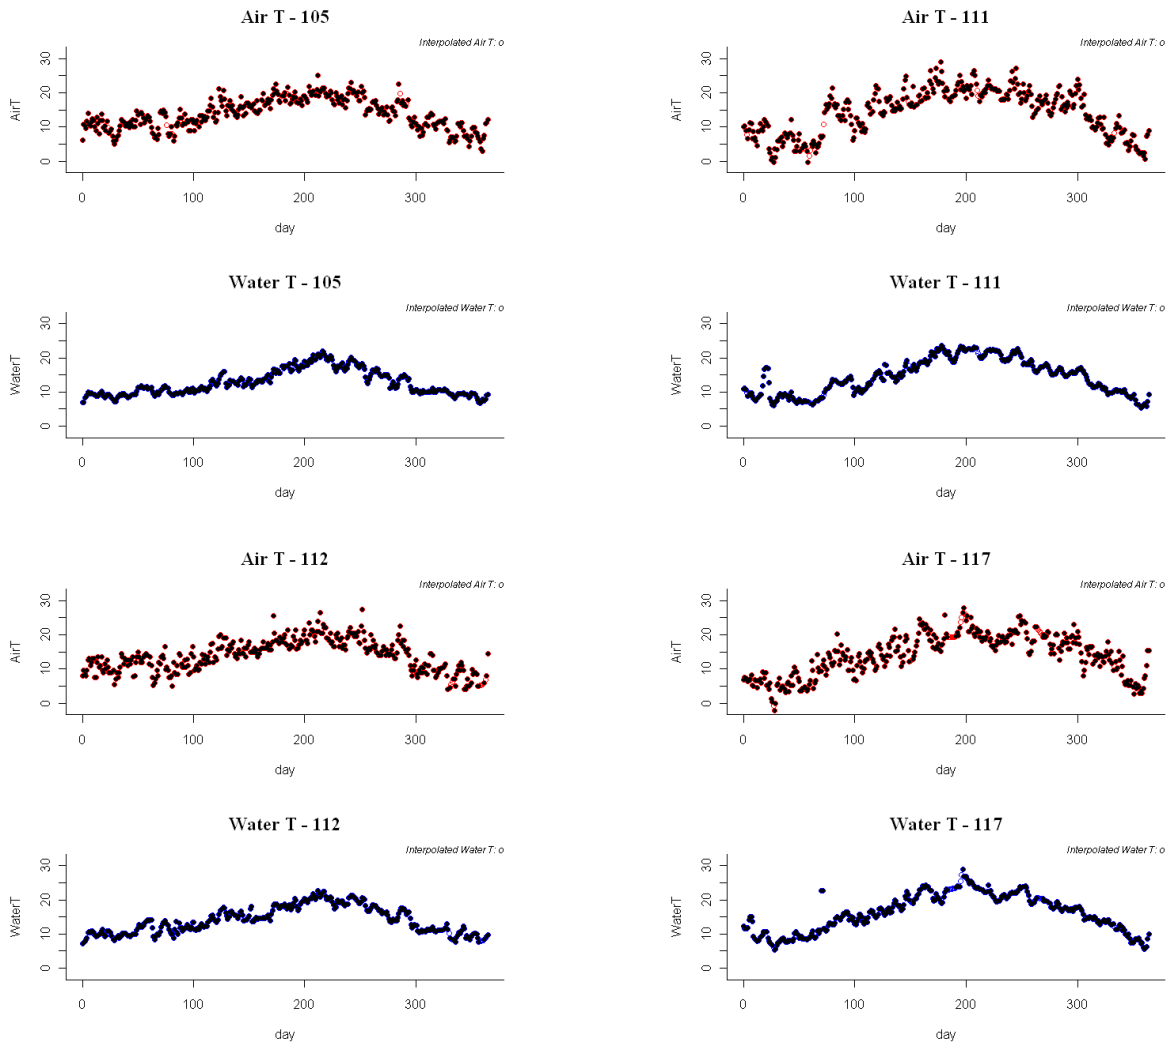 Air T - 105
Interpolated Air T: o
AirT
30
20
10
0
0 100 200 300
day
Air T - 111
Interpolated Air T: o
AirT
30
20
10
0
0 100 200 300
day
Water T - 105
Interpolated Water T: o
WaterT
30
20
10
0
0 100 200 300
day
Water T - 111
Interpolated Water T: o
WaterT
30
20
10
0
0 100 200 300
day
Air T - 112
Interpolated Air T: o
AirT
30
20
10
0
0 100 200 300
day
Air T - 117
Interpolated Air T: o
AirT
30
20
10
0
0 100 200 300
day
Water T - 112
Interpolated Water T: o
WaterT
30
20
10
0
0 100 200 300
day
Water T - 117
Interpolated Water T: o
WaterT
30
20
10
0
0 100 200 300
day